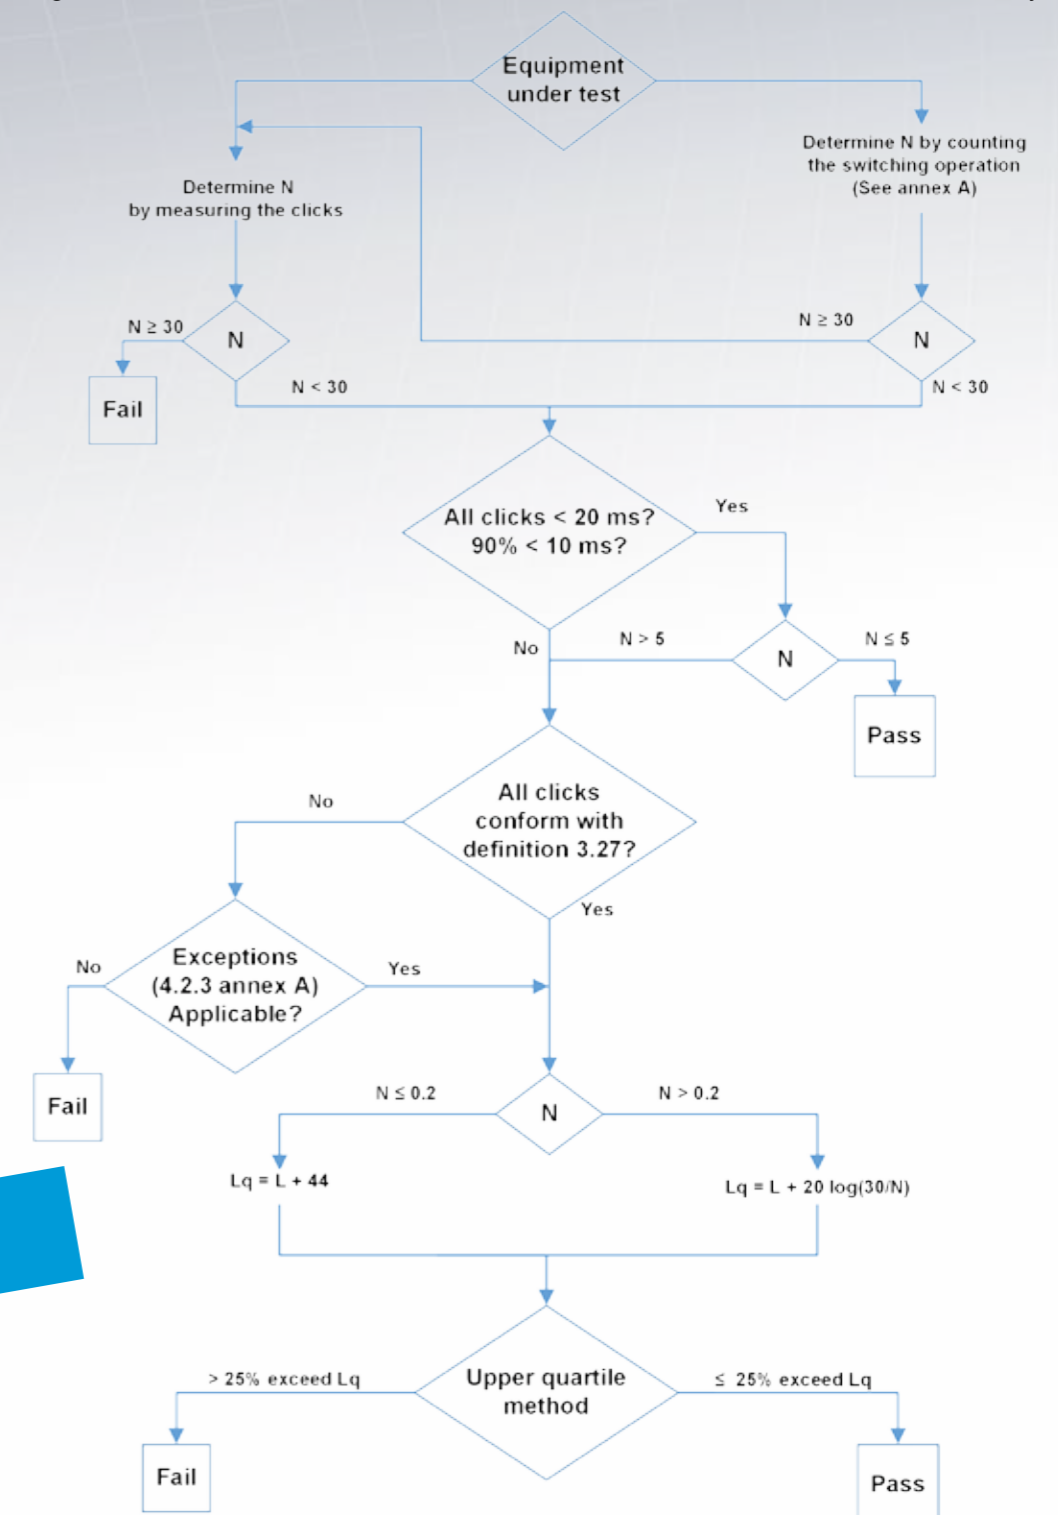 Equipment
under test
Determine N by counting
the switching operation
(See annex A)
Determine N
by measuring the clicks
N ≥ 30
N
N ≥ 30
N
Fail
N < 30
N < 30
All clicks < 20 ms?
90% < 10 ms?
Yes
No
N > 5
N
N ≤ 5
Pass
All clicks
conform with
definition 3.27?
No
Yes
Exceptions
(4.2.3 annex A)
Applicable?
No
Yes
Fail
N ≤ 0.2
N
N > 0.2
Lq = L + 44
Lq = L + 20 log(30/N)
Upper quartile
method
> 25% exceed Lq
≤ 25% exceed Lq
Fail
Pass